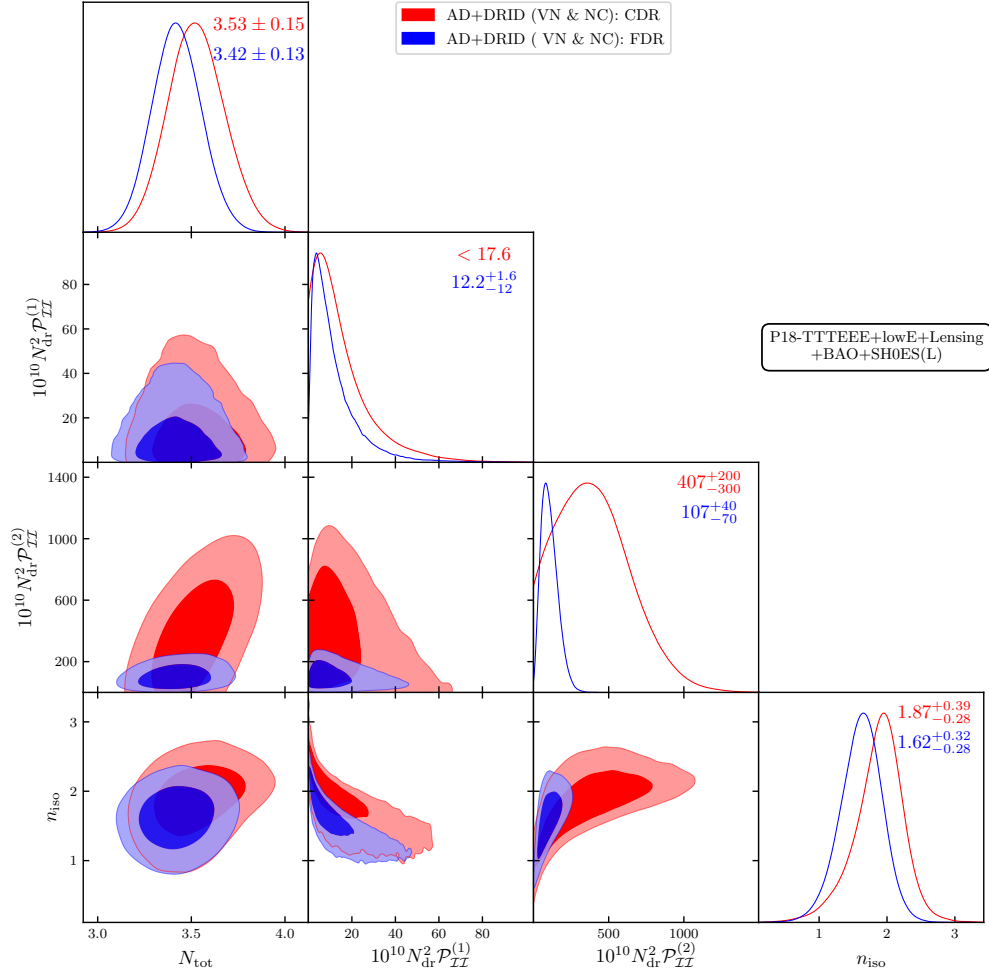 AD+DRID (VN & NC): CDR
AD+DRID ( VN & NC): FDR
3.53 ± 0.15
3.42 ± 0.13
< 17.6
12.2^{+1.6}_{-12}
80
60
40
20
10^{10}N_{dr}^2 P_{II}^{(1)}
P18-TTTEEE+lowE+Lensing
+BAO+SH0ES(L)
407^{+200}_{-300}
107^{+40}_{-70}
1400
1000
600
200
10^{10}N_{dr}^2 P_{II}^{(2)}
1.87^{+0.39}_{-0.28}
1.62^{+0.32}_{-0.28}
3
2
1
n_{iso}
3.0 3.5 4.0
20 40 60 80
500 1000
1 2 3
N_{tot}
10^{10}N_{dr}^2 P_{II}^{(1)}
10^{10}N_{dr}^2 P_{II}^{(2)}
n_{iso}